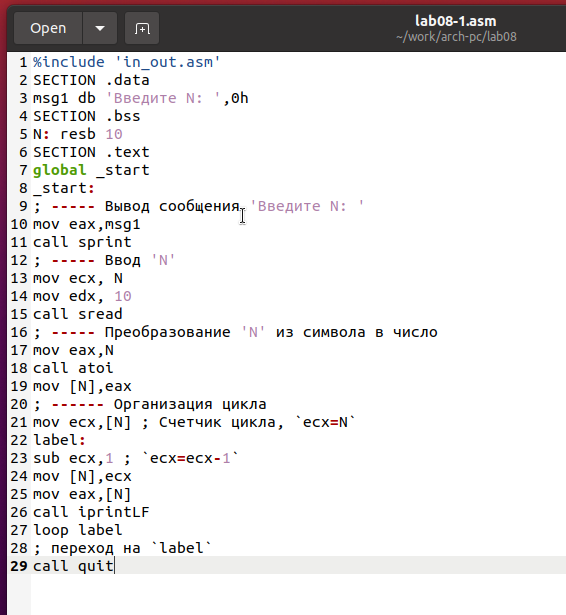 Open
lab08-1.asm
~/work/arch-pc/lab08
1 %include 'in_out.asm'
2 SECTION .data
3 msg1 db 'Введите N: ',0h
4 SECTION .bss
5 N: resb 10
6 SECTION .text
7 global _start
8 _start:
9 ; ----- Вывод сообщения 'Введите N: '
10 mov eax,msg1
11 call sprint
12 ; ----- Ввод 'N'
13 mov ecx, N
14 mov edx, 10
15 call sread
16 ; ----- Преобразование 'N' из символа в число
17 mov eax,N
18 call atoi
19 mov [N],eax
20 ; ------ Организация цикла
21 mov ecx,[N] ; Счетчик цикла, `ecx=N`
22 label:
23 sub ecx,1 ; `ecx=ecx-1`
24 mov [N],ecx
25 mov eax,[N]
26 call iprintLF
27 loop label
28 ; переход на `label`
29 call quit